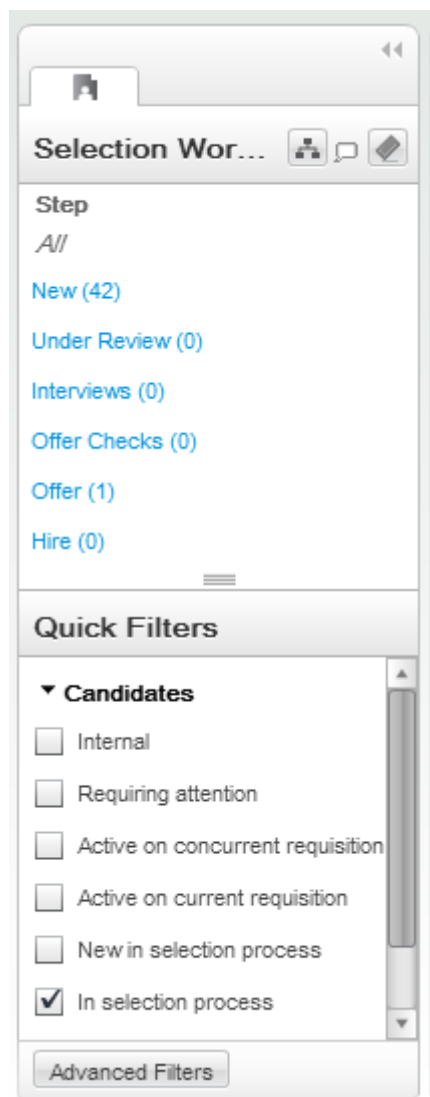 Selection Wor...
Step
All
New (42)
Under Review (0)
Interviews (0)
Offer Checks (0)
Offer (1)
Hire (0)
Quick Filters
Candidates
Internal
Requiring attention
Active on concurrent requisition
Active on current requisition
New in selection process
In selection process
Advanced Filters